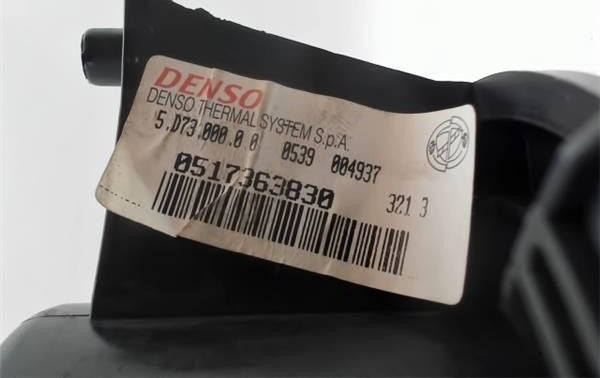 DENSO
DENSO THERMAL SYSTEM S.p.A.
5.D73.000.0.0 0539 004937
0517363830 321 3